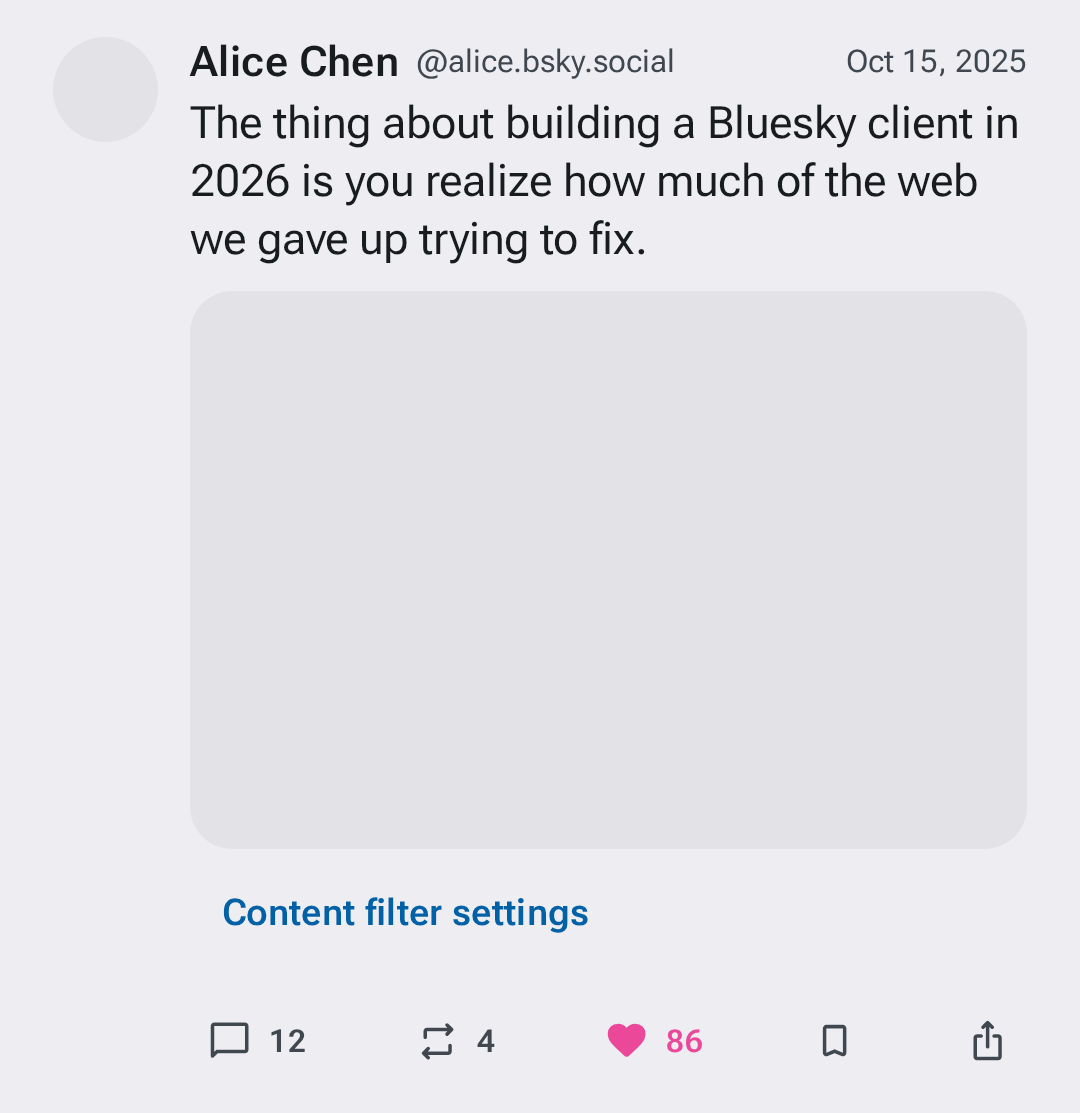 Alice Chen @alice.bsky.social Oct 15, 2025
The thing about building a Bluesky client in
2026 is you realize how much of the web
we gave up trying to fix.
Content filter settings
12 4 86